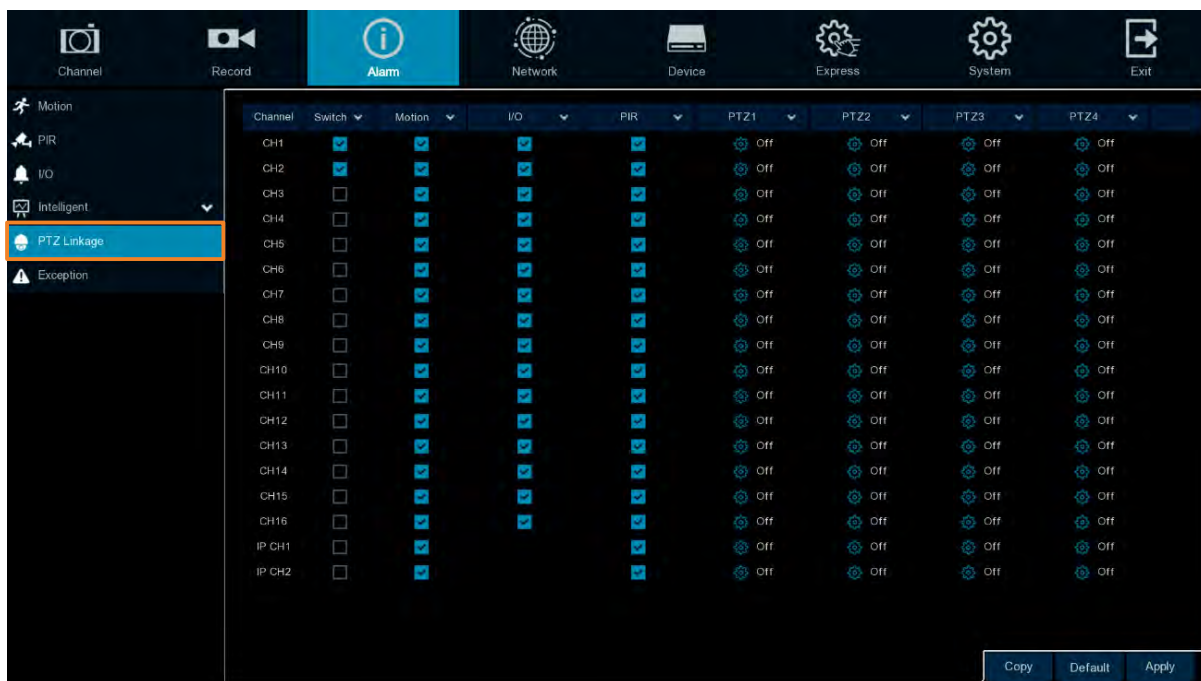 Channel Record Alarm Network Device Express System Exit
Motion
PIR
I/O
Intelligent
PTZ Linkage
Exception
Channel Switch Motion I/O PIR PTZ1 PTZ2 PTZ3 PTZ4
CH1 Off Off Off Off
CH2 Off Off Off Off
CH3 Off Off Off Off
CH4 Off Off Off Off
CH5 Off Off Off Off
CH6 Off Off Off Off
CH7 Off Off Off Off
CH8 Off Off Off Off
CH9 Off Off Off Off
CH10 Off Off Off Off
CH11 Off Off Off Off
CH12 Off Off Off Off
CH13 Off Off Off Off
CH14 Off Off Off Off
CH15 Off Off Off Off
CH16 Off Off Off Off
IP CH1 Off Off Off Off
IP CH2 Off Off Off Off
Copy Default Apply